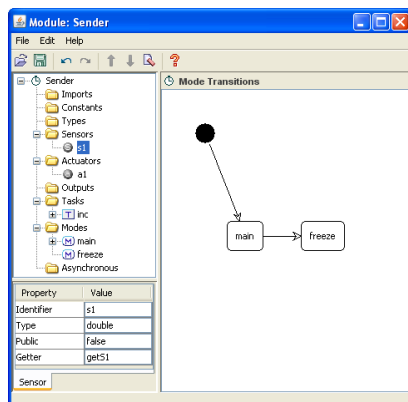 Module: Sender
File Edit Help
Sender
Imports
Constants
Types
Sensors
s1
Actuators
a1
Outputs
Tasks
T inc
Modes
M main
M freeze
Asynchronous
Mode Transitions
main
freeze
Property Value
Identifier s1
Type double
Public false
Getter getS1
Sensor